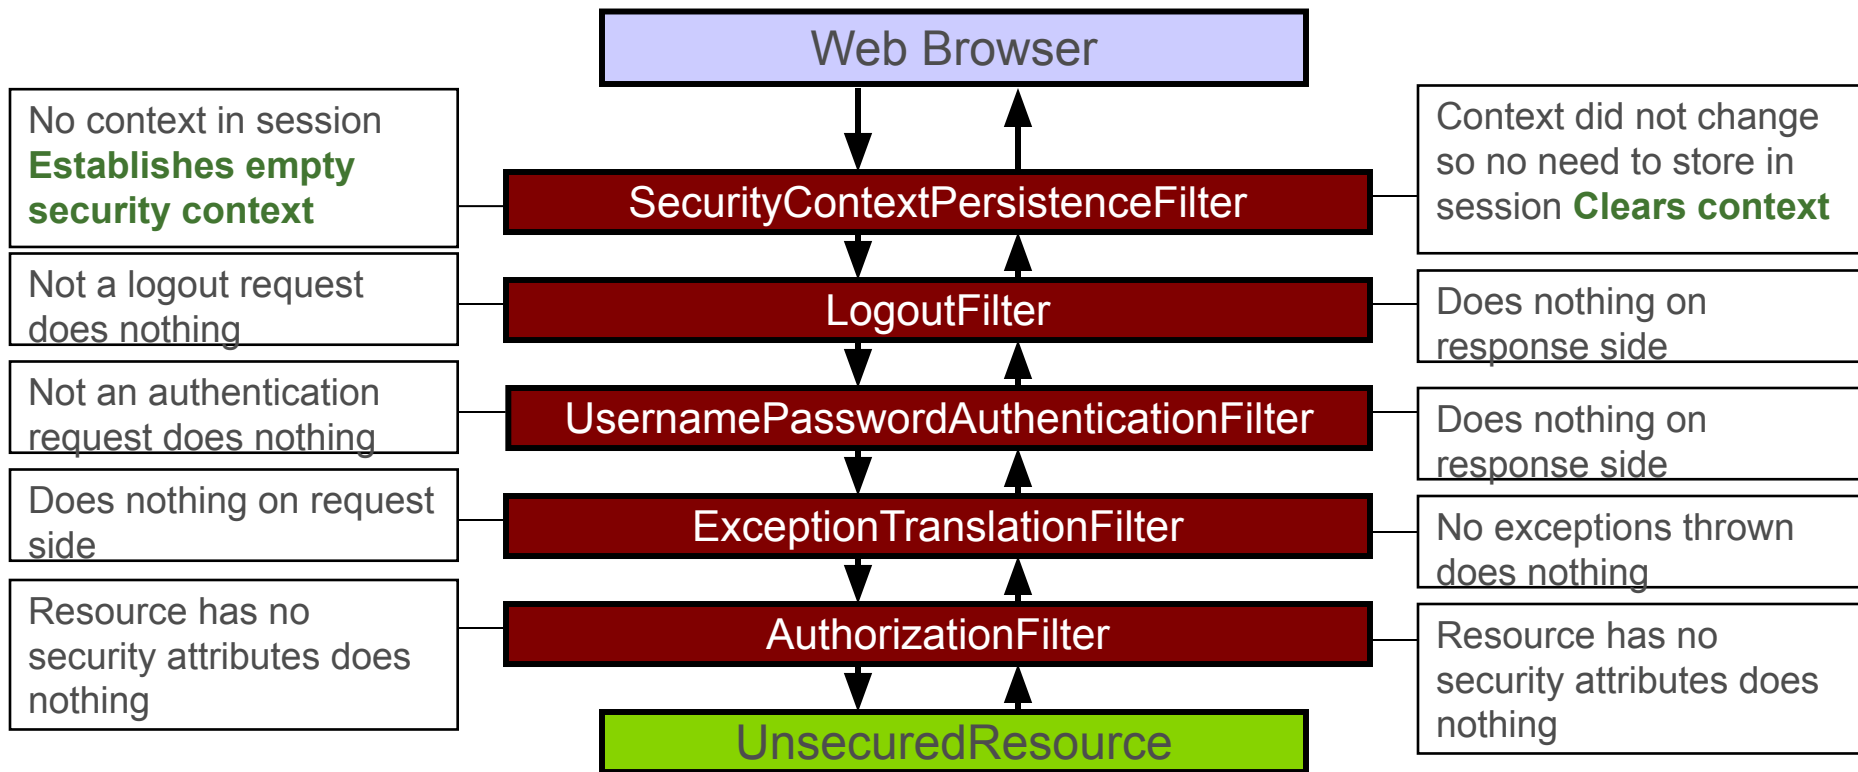 Web Browser
No context in session
Establishes empty
security context
SecurityContextPersistenceFilter
Context did not change
so no need to store in
session Clears context
Not a logout request
does nothing
LogoutFilter
Does nothing on
response side
Not an authentication
request does nothing
UsernamePasswordAuthenticationFilter
Does nothing on
response side
Does nothing on request
side
ExceptionTranslationFilter
No exceptions thrown
does nothing
Resource has no
security attributes does
nothing
AuthorizationFilter
Resource has no
security attributes does
nothing
UnsecuredResource